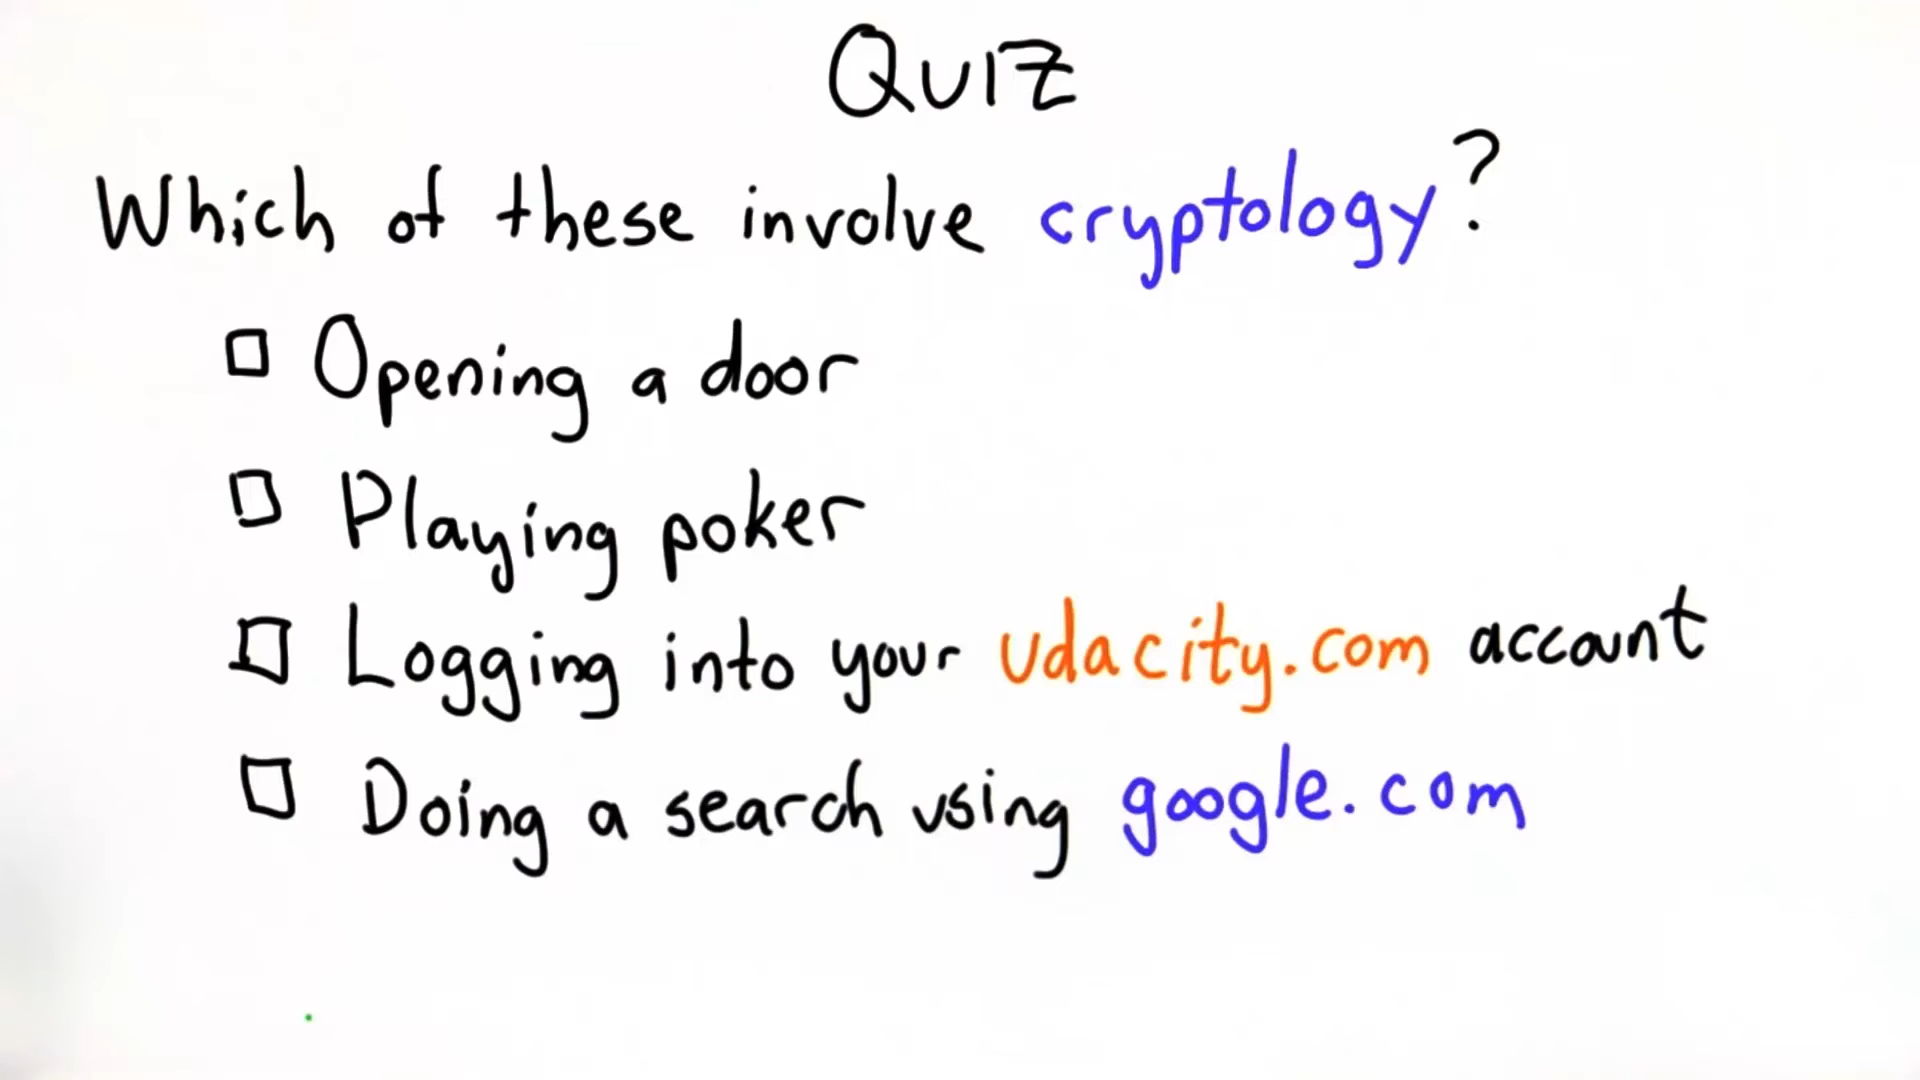 QUIZ
Which of these involve cryptology?
Opening a door
Playing poker
Logging into your udacity.com account
Doing a search using google.com